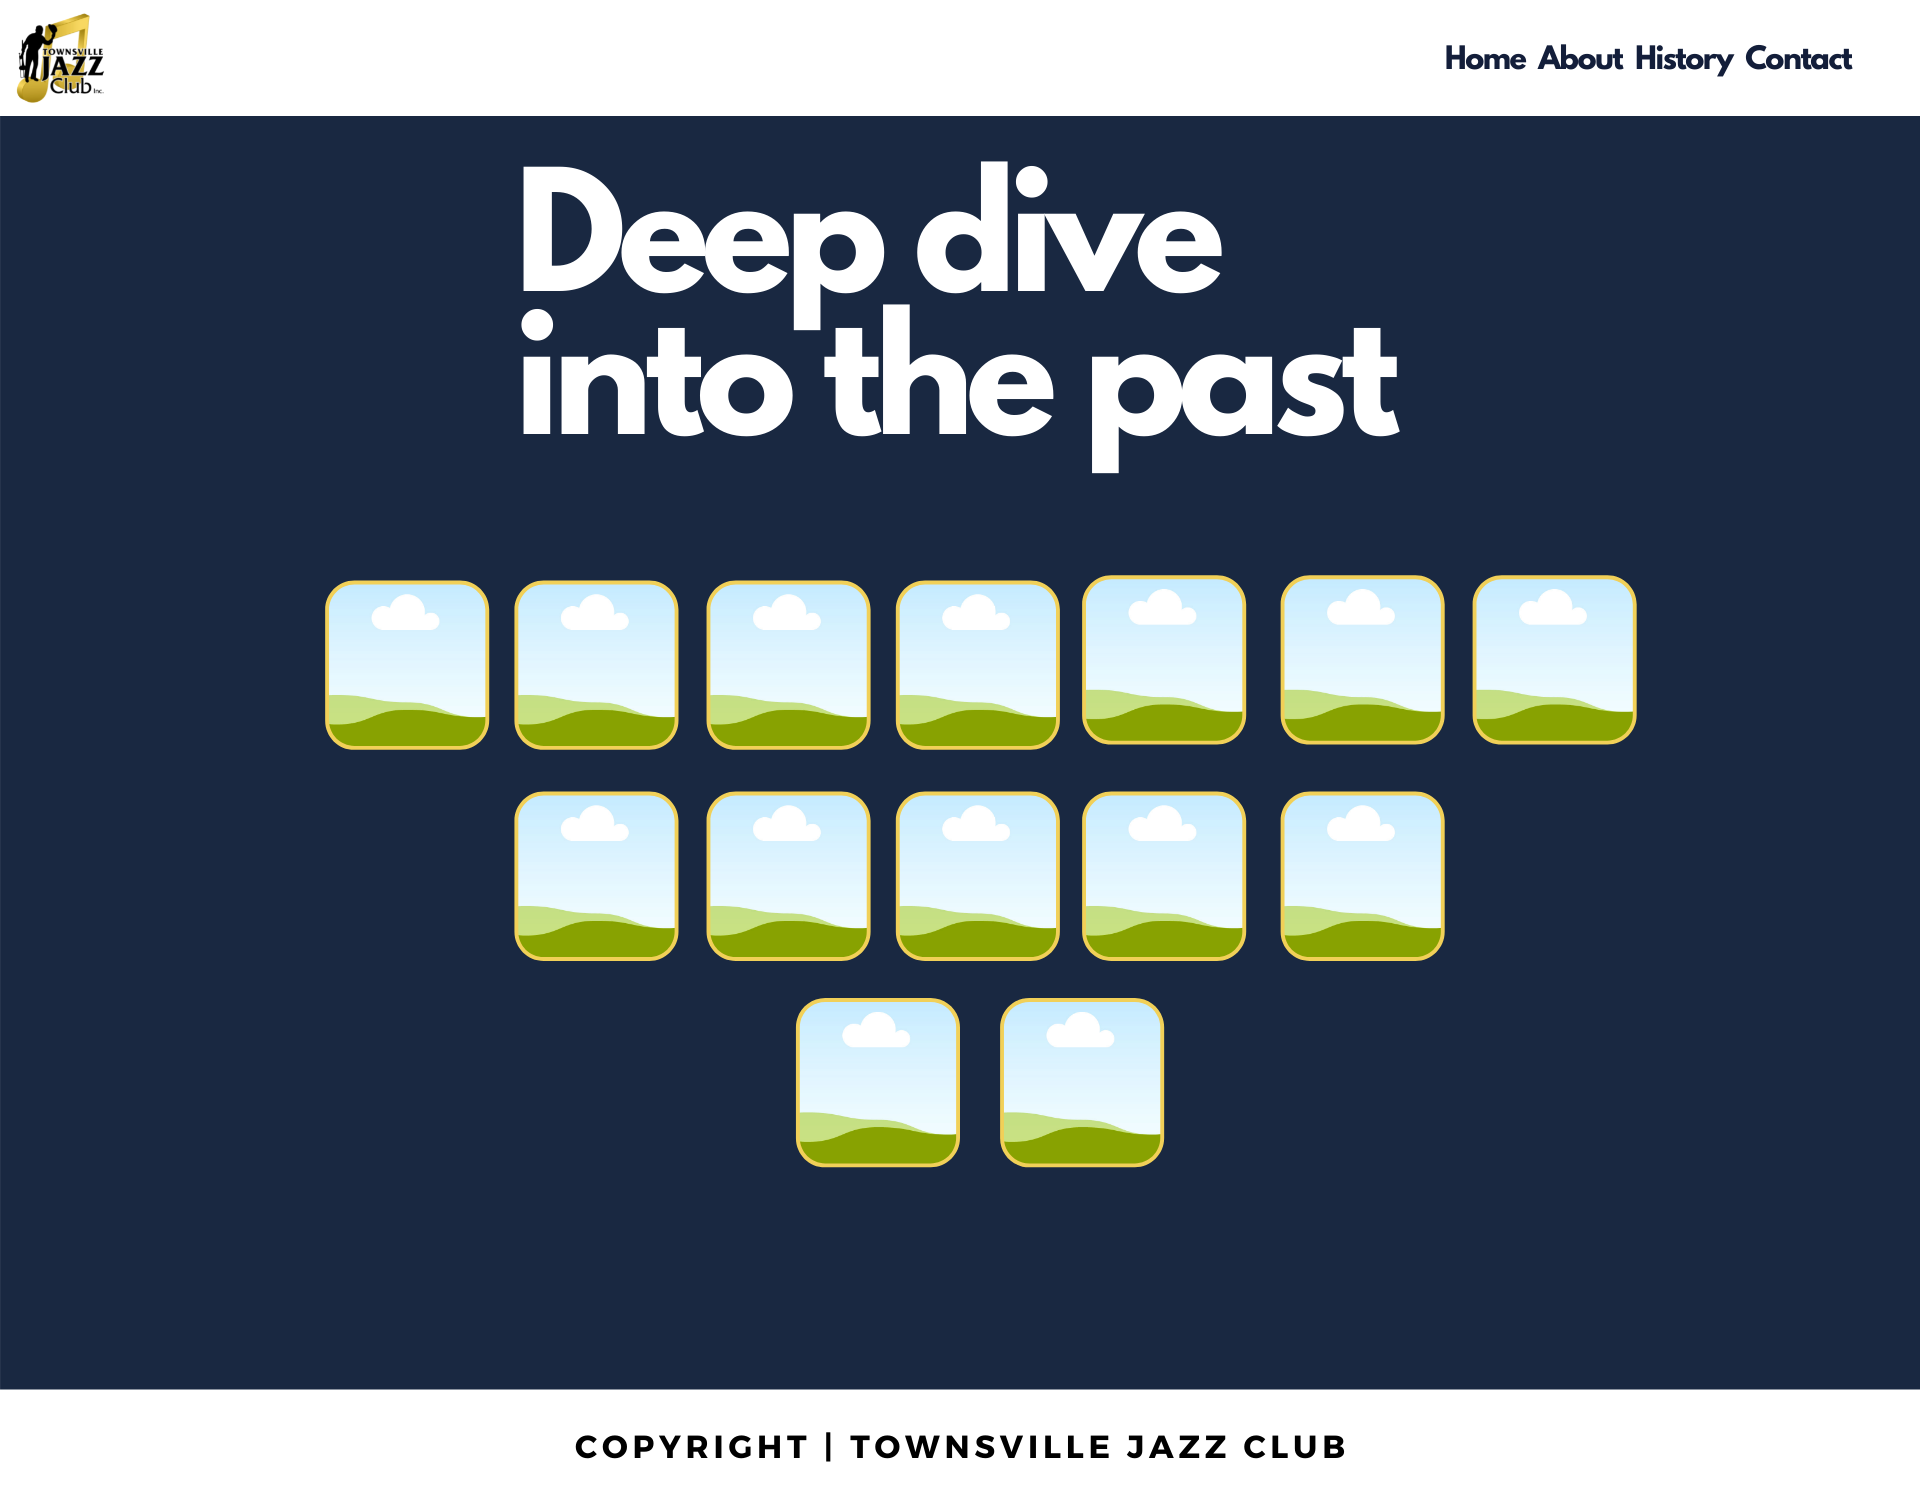 TOWNSVILLE
JAZZ
Club Inc.
Home About History Contact
Deep dive
into the past
COPYRIGHT | TOWNSVILLE JAZZ CLUB